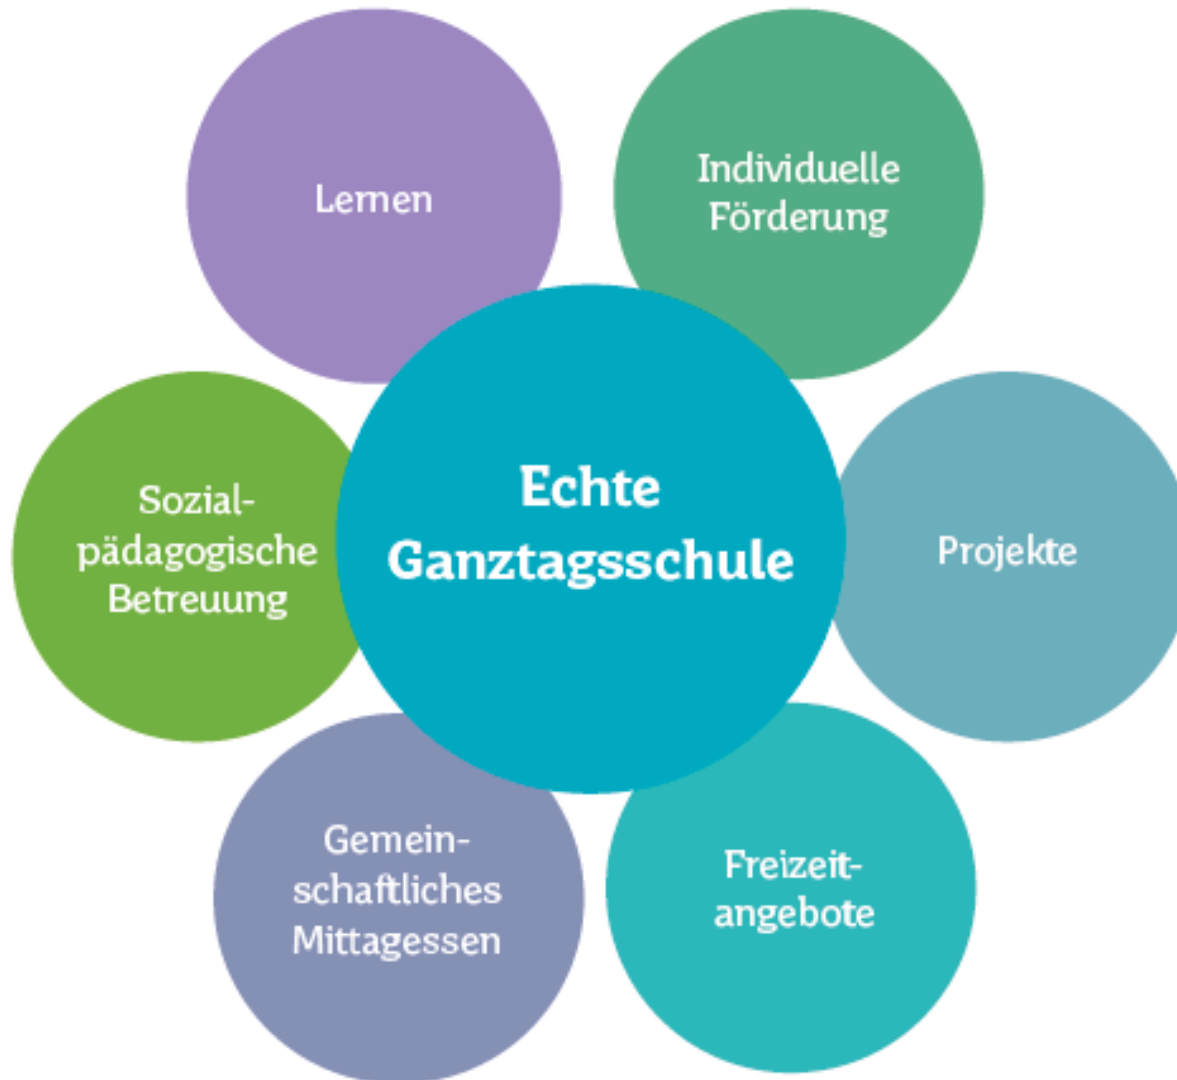 Lernen
Individuelle
Förderung
Echte
Ganztagsschule
Sozial-
pädagogische
Betreuung
Projekte
Gemein-
schaftliches
Mittagessen
Freizeit-
angebote